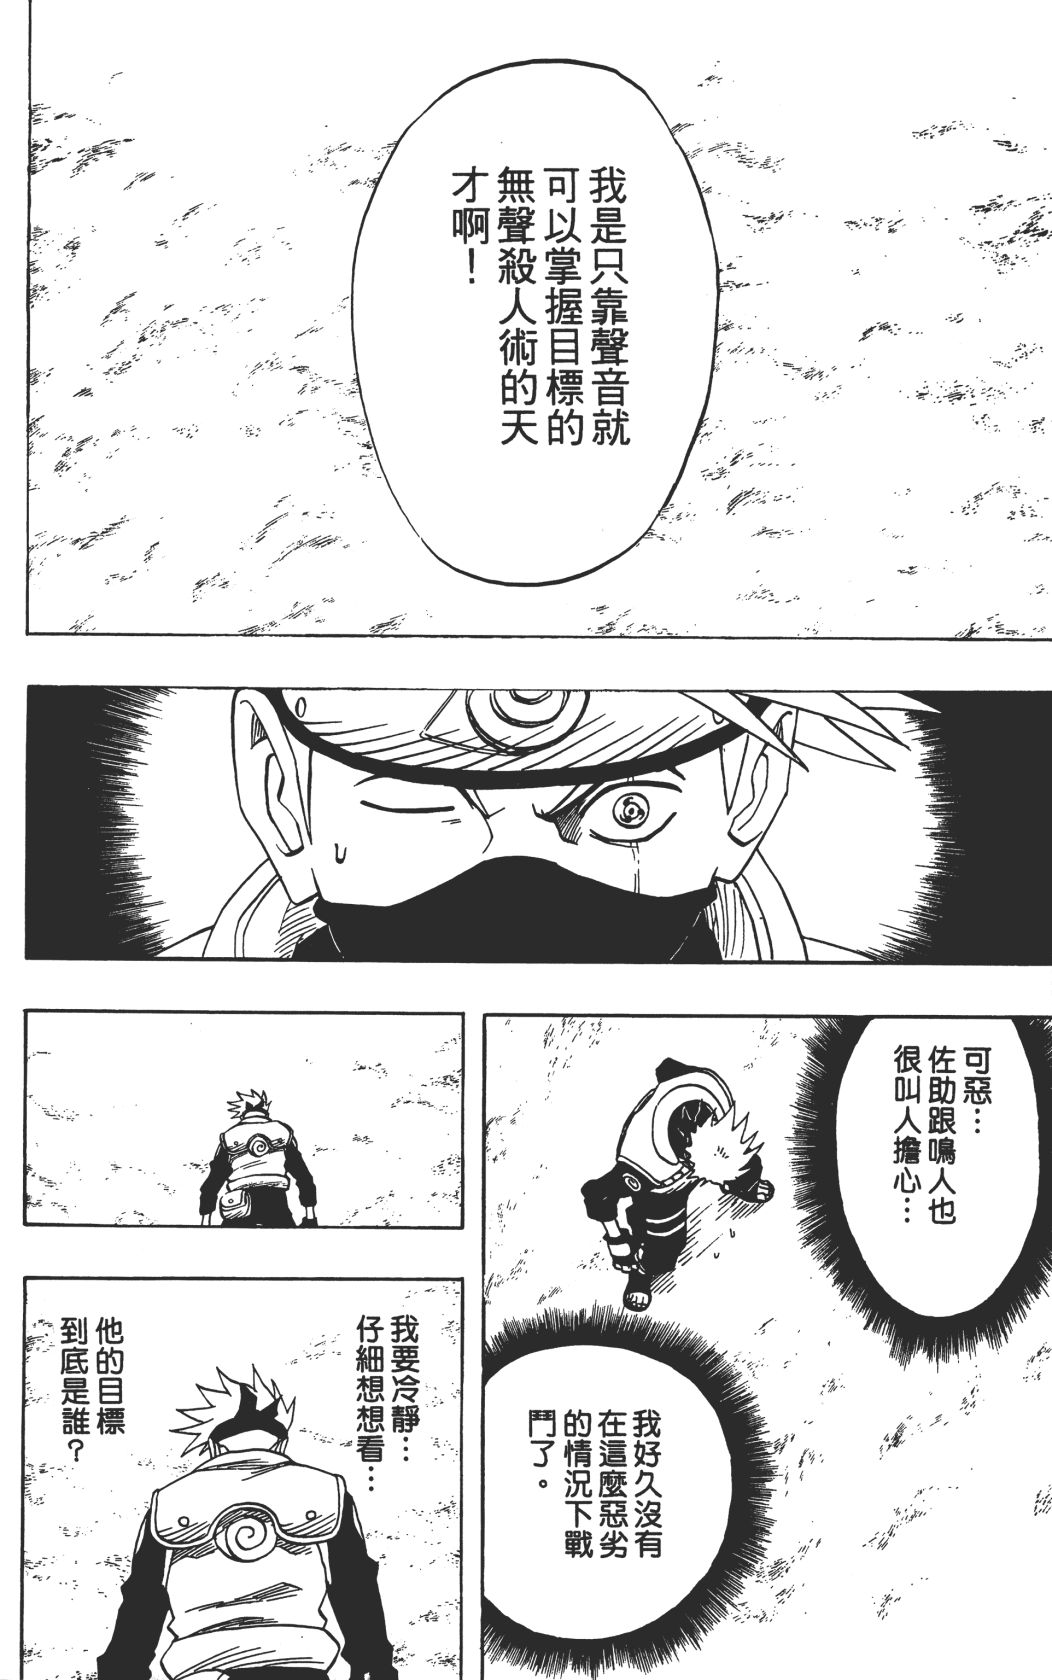 我是只靠聲音就
可以掌握目標的
無聲殺人術的天
才啊！
可惡…
佐助跟鳴人也
很叫人擔心…
我好久沒有
在這麼惡劣
的情況下戰
鬥了。
我要冷靜…
仔細想想看…
他的目標
到底是誰？